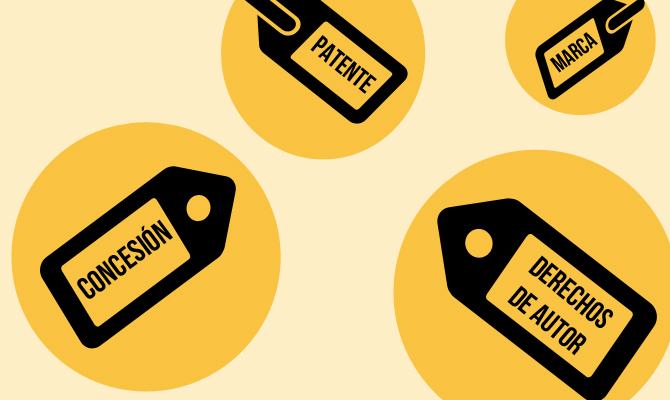 PATENTE
MARCA
CONCESIÓN
DERECHOS
DE AUTOR